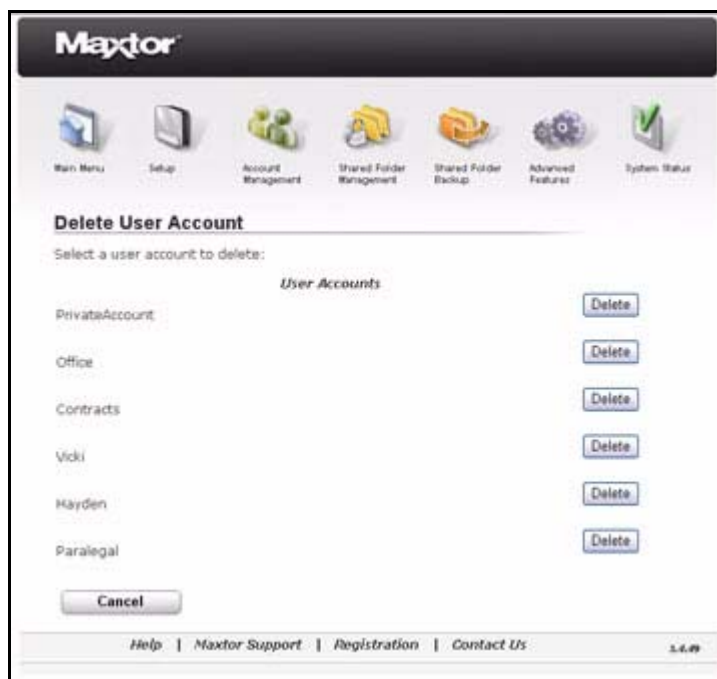 Maxtor
Main Menu Setup Account Management Shared Folder Management Shared Folder Backup Advanced Features System Status
Delete User Account
Select a user account to delete:
User Accounts
PrivateAccount Delete
Office Delete
Contracts Delete
Vicki Delete
Hayden Delete
Paralegal Delete
Cancel
Help | Maxtor Support | Registration | Contact Us